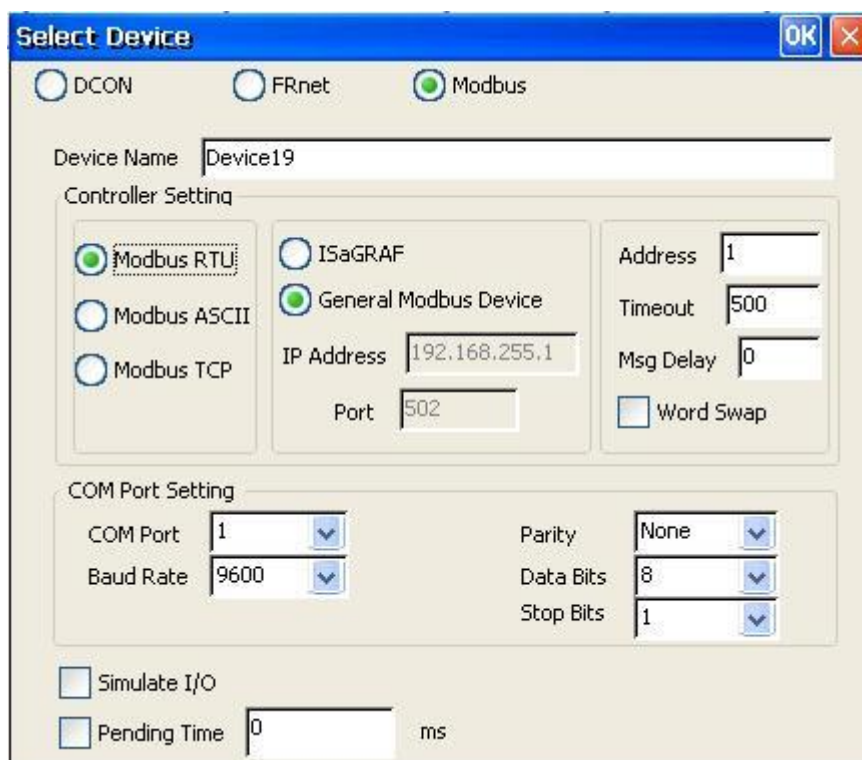 Select Device OK
DCON FRnet Modbus
Device Name Device19
Controller Setting
Modbus RTU
Modbus ASCII
Modbus TCP
ISaGRAF
General Modbus Device
IP Address 192.168.255.1
Port 502
Address 1
Timeout 500
Msg Delay 0
Word Swap
COM Port Setting
COM Port 1
Baud Rate 9600
Parity None
Data Bits 8
Stop Bits 1
Simulate I/O
Pending Time 0 ms